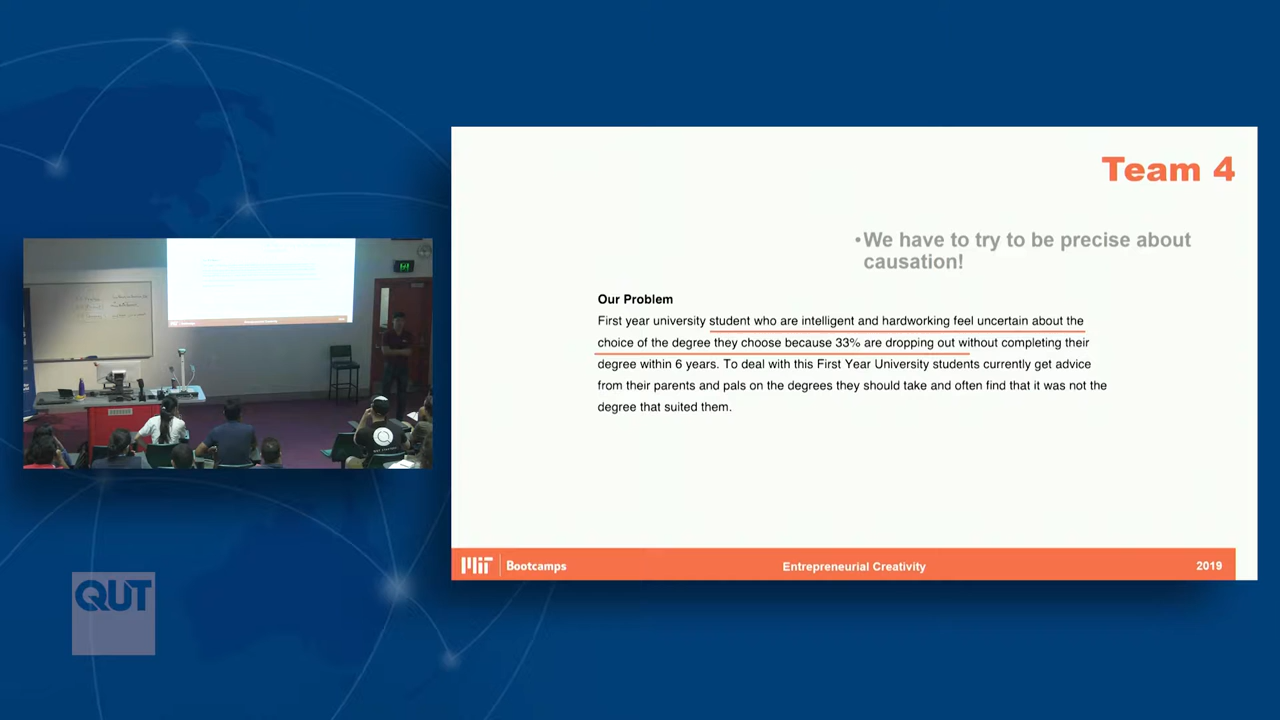 Team 4
•We have to try to be precise about
causation!
Our Problem
First year university student who are intelligent and hardworking feel uncertain about the
choice of the degree they choose because 33% are dropping out without completing their
degree within 6 years. To deal with this First Year University students currently get advice
from their parents and pals on the degrees they should take and often find that it was not the
degree that suited them.
MIT Bootcamps
Entrepreneurial Creativity
2019
QUT